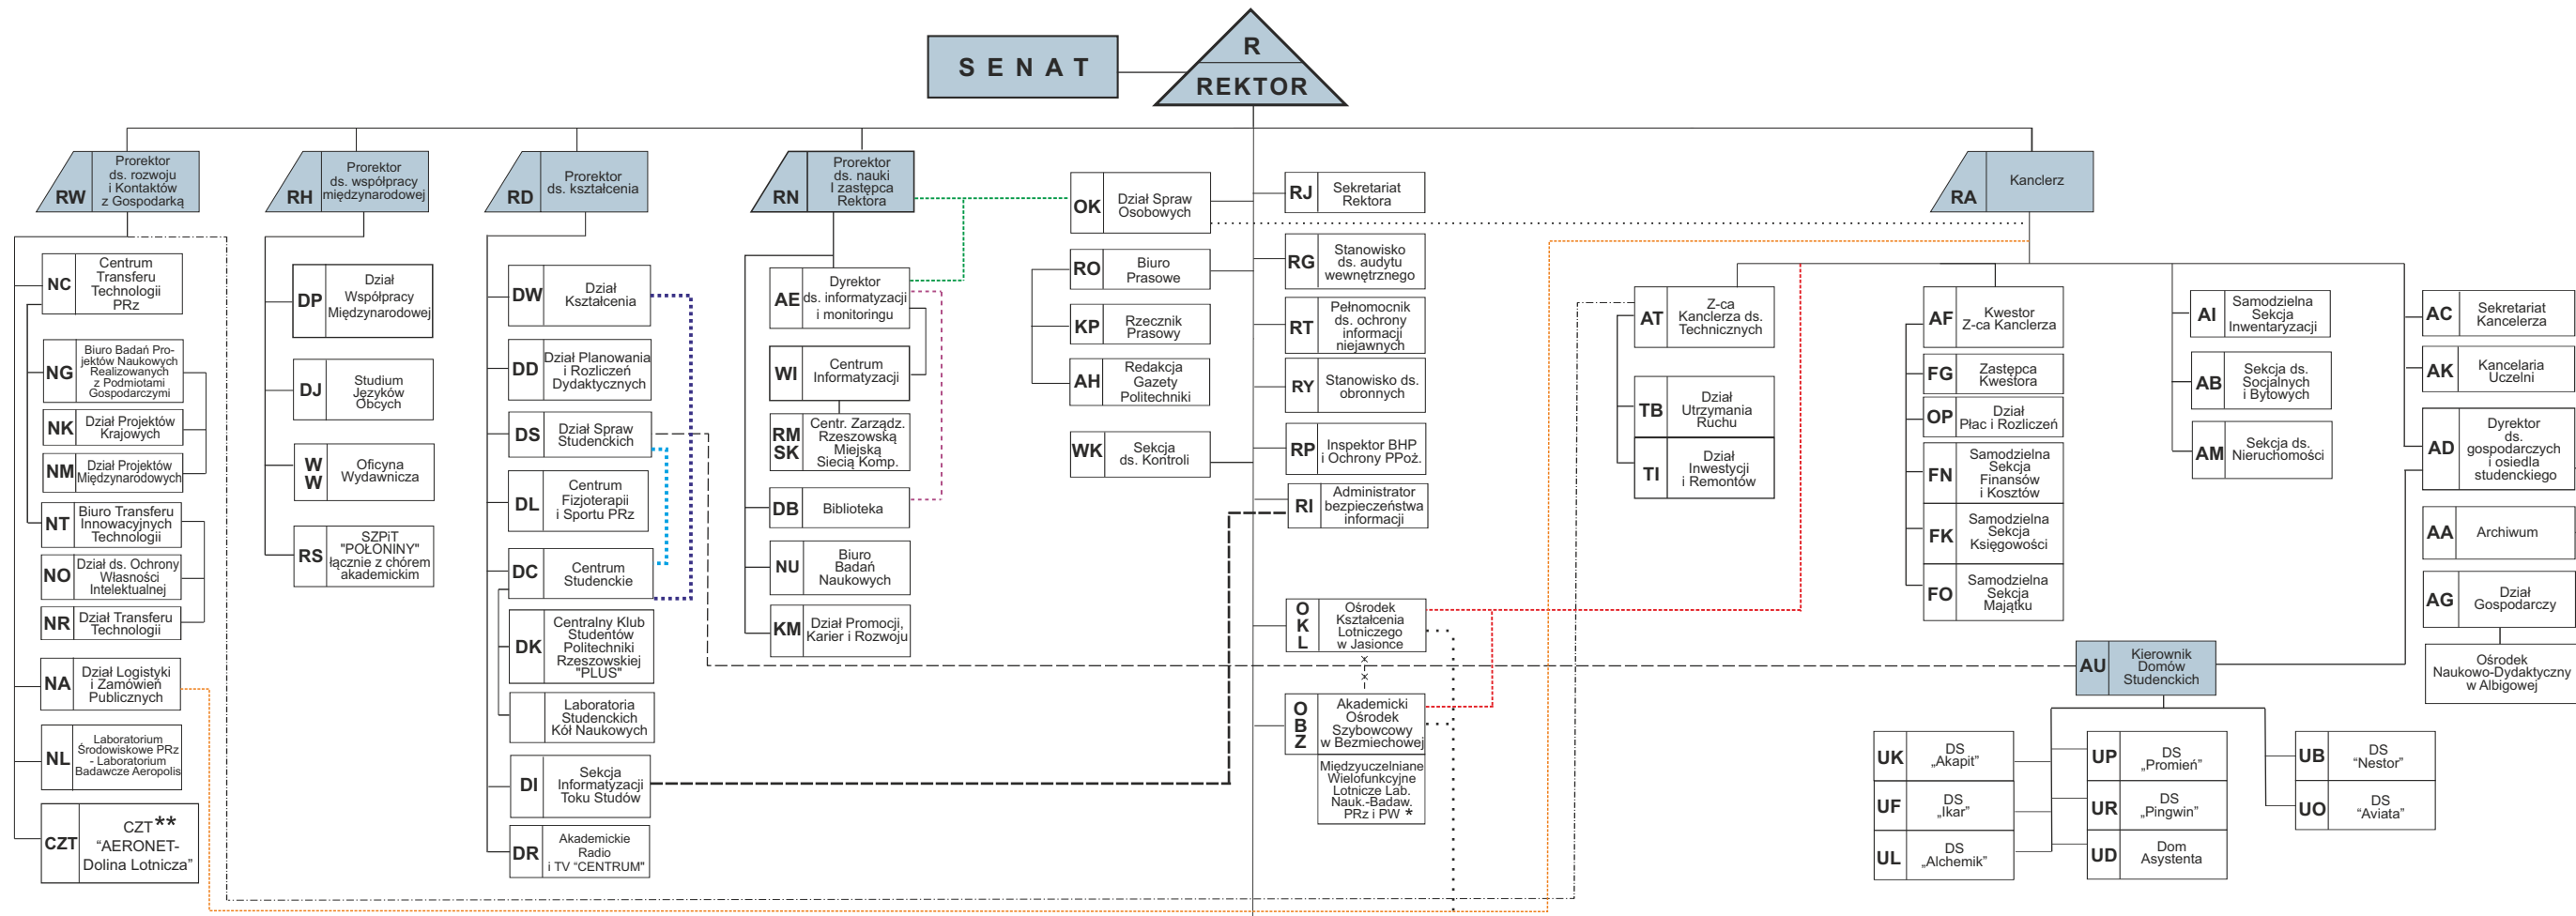 SENAT
R
REKTOR
RW
Prorektor
ds. rozwoju
i Kontaktów
z Gospodarką
RH
Prorektor
ds. współpracy
międzynarodowej
RD
Prorektor
ds. kształcenia
RN
Prorektor
ds. nauki
I zastępca
Rektora
RA
Kanclerz
NC
Centrum
Transferu
Technologii
PRz
NG
Biuro Badań Pro-
jektów Naukowych
Realizowanych
z Podmiotami
Gospodarczymi
NK
Dział Projektów
Krajowych
NM
Dział Projektów
Międzynarodowych
NT
Biuro Transferu
Innowacyjnych
Technologii
NO
Dział ds. Ochrony
Własności
Intelektualnej
NR
Dział Transferu
Technologii
NA
Dział Logistyki
i Zamówień
Publicznych
NL
Laboratorium
Środowiskowe PRz
- Laboratorium
Badawcze Aeropolis
CZT
CZT**
"AERONET-
Dolina Lotnicza"
DP
Dział
Współpracy
Międzynarodowej
DJ
Studium
Języków
Obcych
W
W
Oficyna
Wydawnicza
RS
SZPiT
"POŁONINY"
łącznie z chórem
akademickim
DW
Dział
Kształcenia
DD
Dział Planowania
i Rozliczeń
Dydaktycznych
DS
Dział Spraw
Studenckich
DL
Centrum
Fizjoterapii
i Sportu PRz
DC
Centrum
Studenckie
DK
Centralny Klub
Studentów
Politechniki
Rzeszowskiej
"PLUS"
Laboratoria
Studenckich
Kół Naukowych
DI
Sekcja
Informatyzacji
Toku Studów
DR
Akademickie
Radio
i TV "CENTRUM"
AE
Dyrektor
ds. informatyzacji
i monitoringu
WI
Centrum
Informatyzacji
RM
SK
Centr. Zarządz.
Rzeszowską
Miejską
Siecią Komp.
DB
Biblioteka
NU
Biuro
Badań
Naukowych
KM
Dział Promocji,
Karier i Rozwoju
OK
Dział Spraw
Osobowych
RO
Biuro
Prasowe
KP
Rzecznik
Prasowy
AH
Redakcja
Gazety
Politechniki
WK
Sekcja
ds. Kontroli
RJ
Sekretariat
Rektora
RG
Stanowisko
ds. audytu
wewnętrznego
RT
Pełnomocnik
ds. ochrony
informacji
niejawnych
RY
Stanowisko ds.
obronnych
RP
Inspektor BHP
i Ochrony PPoż.
RI
Administrator
bezpieczeństwa
informacji
O
K
L
Ośrodek
Kształcenia
Lotniczego
w Jasionce
O
B
Z
Akademicki
Ośrodek
Szybowcowy
w Bezmiechowej
Międzyuczelniane
Wielofunkcyjne
Lotnicze Lab.
Nauk.-Badaw.
PRz i PW *
AT
Z-ca
Kanclerza ds.
Technicznych
TB
Dział
Utrzymania
Ruchu
TI
Dział
Inwestycji
i Remontów
AF
Kwestor
Z-ca Kanclerza
FG
Zastępca
Kwestora
OP
Dział
Płac i Rozliczeń
FN
Samodzielna
Sekcja
Finansów
i Kosztów
FK
Samodzielna
Sekcja
Księgowości
FO
Samodzielna
Sekcja
Majątku
AI
Samodzielna
Sekcja
Inwentaryzacji
AB
Sekcja ds.
Socjalnych
i Bytowych
AM
Sekcja ds.
Nieruchomości
AC
Sekretariat
Kancelerza
AK
Kancelaria
Uczelni
AD
Dyrektor
ds.
gospodarczych
i osiedla
studenckiego
AA
Archiwum
AG
Dział
Gospodarczy
Ośrodek
Naukowo-Dydaktyczny
w Albigowej
AU
Kierownik
Domów
Studenckich
UK
DS
„Akapit”
UF
DS
„Ikar”
UL
DS
„Alchemik”
UP
DS
„Promień”
UR
DS
„Pingwin”
UD
Dom
Asystenta
UB
DS
“Nestor”
UO
DS
“Aviata”